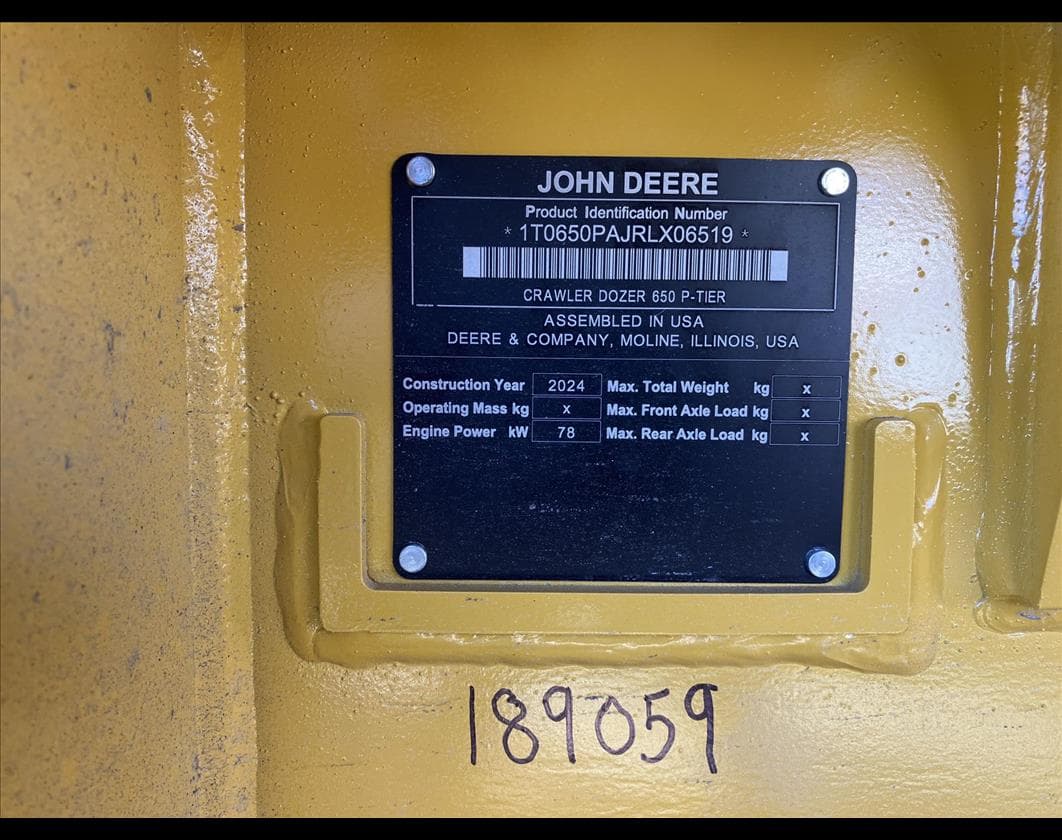 JOHN DEERE
Product Identification Number
* 1T0650PAJRLX06519 *
CRAWLER DOZER 650 P-TIER
ASSEMBLED IN USA
DEERE & COMPANY, MOLINE, ILLINOIS, USA
Construction Year 2024 Max. Total Weight kg x
Operating Mass kg x Max. Front Axle Load kg x
Engine Power kW 78 Max. Rear Axle Load kg x
189059